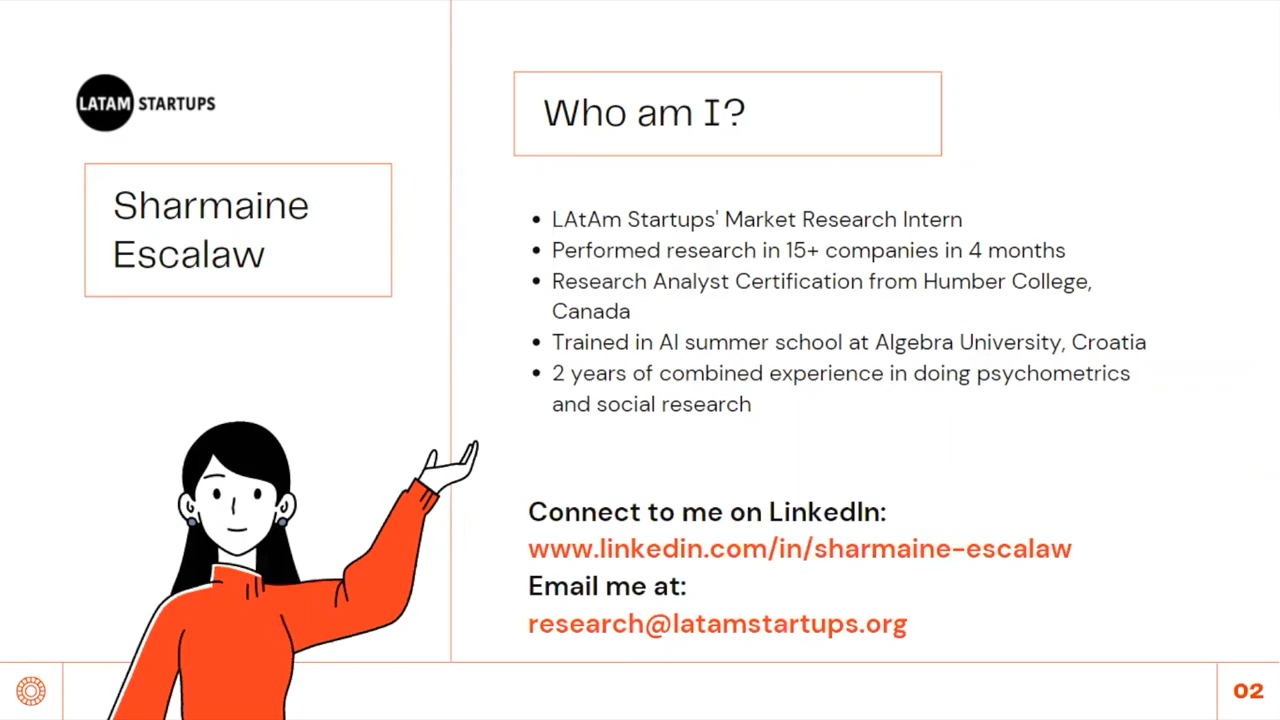 LATAM STARTUPS
Sharmaine
Escalaw
Who am I?
• LAtAm Startups' Market Research Intern
• Performed research in 15+ companies in 4 months
• Research Analyst Certification from Humber College,
Canada
• Trained in AI summer school at Algebra University, Croatia
• 2 years of combined experience in doing psychometrics
and social research
Connect to me on LinkedIn:
www.linkedin.com/in/sharmaine-escalaw
Email me at:
research@latamstartups.org
02